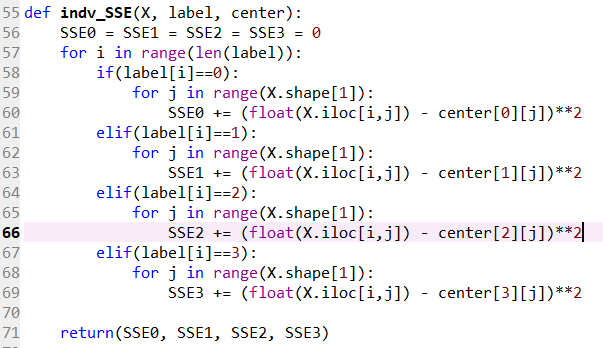 55 def indv_SSE(X, label, center):
56     SSE0 = SSE1 = SSE2 = SSE3 = 0
57     for i in range(len(label)):
58         if(label[i]==0):
59             for j in range(X.shape[1]):
60                 SSE0 += (float(X.iloc[i,j]) - center[0][j])**2
61         elif(label[i]==1):
62             for j in range(X.shape[1]):
63                 SSE1 += (float(X.iloc[i,j]) - center[1][j])**2
64         elif(label[i]==2):
65             for j in range(X.shape[1]):
66                 SSE2 += (float(X.iloc[i,j]) - center[2][j])**2
67         elif(label[i]==3):
68             for j in range(X.shape[1]):
69                 SSE3 += (float(X.iloc[i,j]) - center[3][j])**2
70
71     return(SSE0, SSE1, SSE2, SSE3)